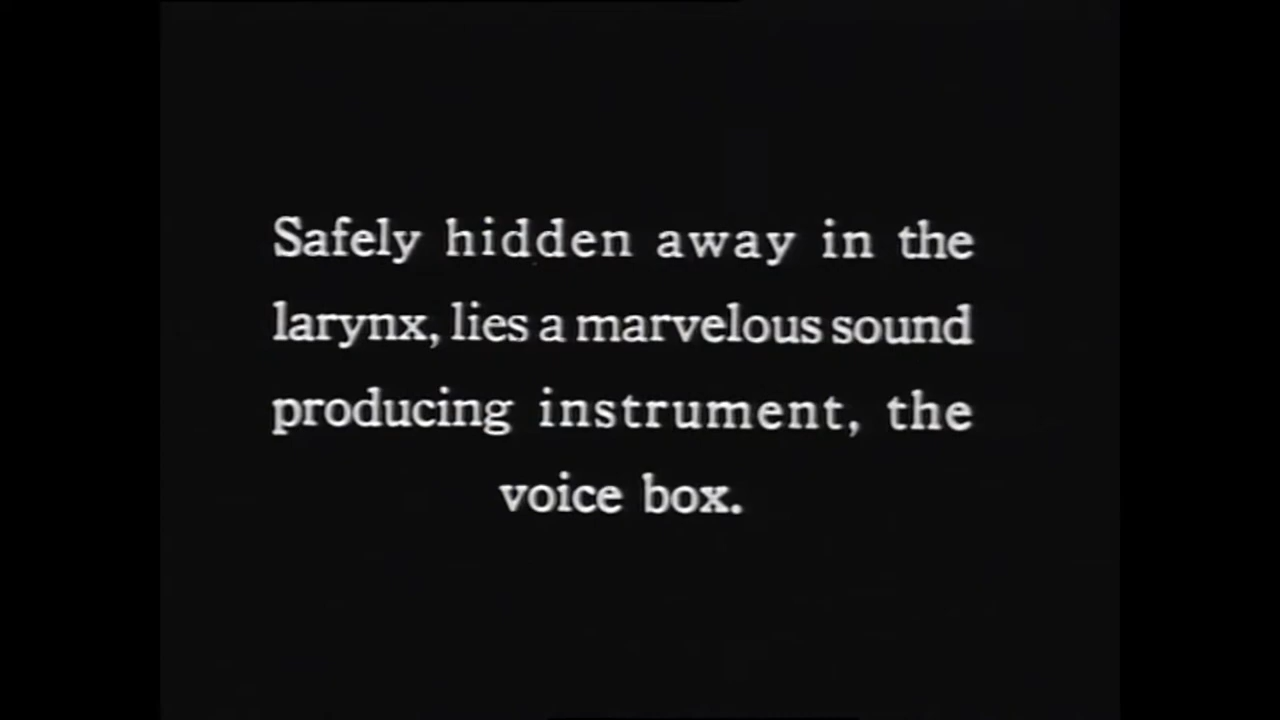 Safely hidden away in the
larynx, lies a marvelous sound
producing instrument, the
voice box.